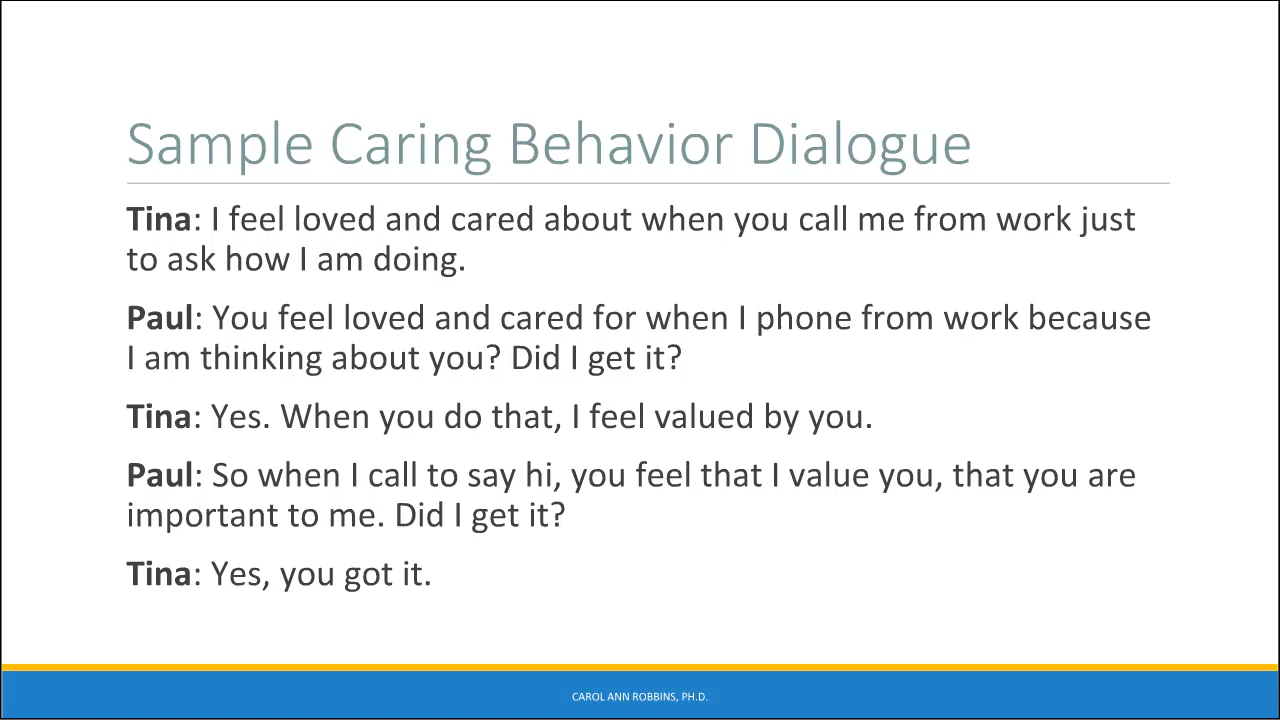 Sample Caring Behavior Dialogue
Tina: I feel loved and cared about when you call me from work just
to ask how I am doing.
Paul: You feel loved and cared for when I phone from work because
I am thinking about you? Did I get it?
Tina: Yes. When you do that, I feel valued by you.
Paul: So when I call to say hi, you feel that I value you, that you are
important to me. Did I get it?
Tina: Yes, you got it.
CAROL ANN ROBBINS, PH.D.